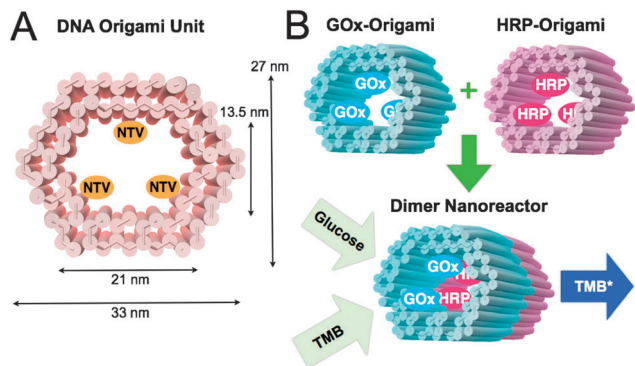 A
DNA Origami Unit
27 nm
13.5 nm
NTV
NTV
NTV
21 nm
33 nm
B
GOx-Origami
HRP-Origami
GOx
GOx
+
HRP
HRP
Dimer Nanoreactor
Glucose
TMB
GOx
GOx
HRP
TMB*